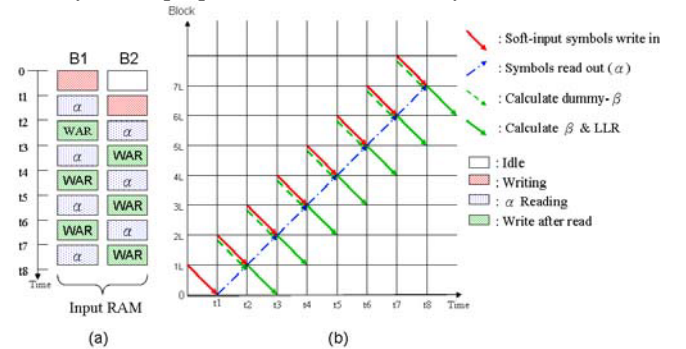 B1 B2
0
t1 α
t2 WAR α
t3 α WAR
t4 WAR α
t5 α WAR
t6 WAR α
t7 α WAR
t8
Time
Input RAM
(a)
Block
7L
6L
5L
4L
3L
2L
1L
0
t1 t2 t3 t4 t5 t6 t7 t8 Time
(b)
: Soft-input symbols write in
: Symbols read out (α)
: Calculate dummy-β
: Calculate β & LLR
: Idle
: Writing
: α Reading
: Write after read